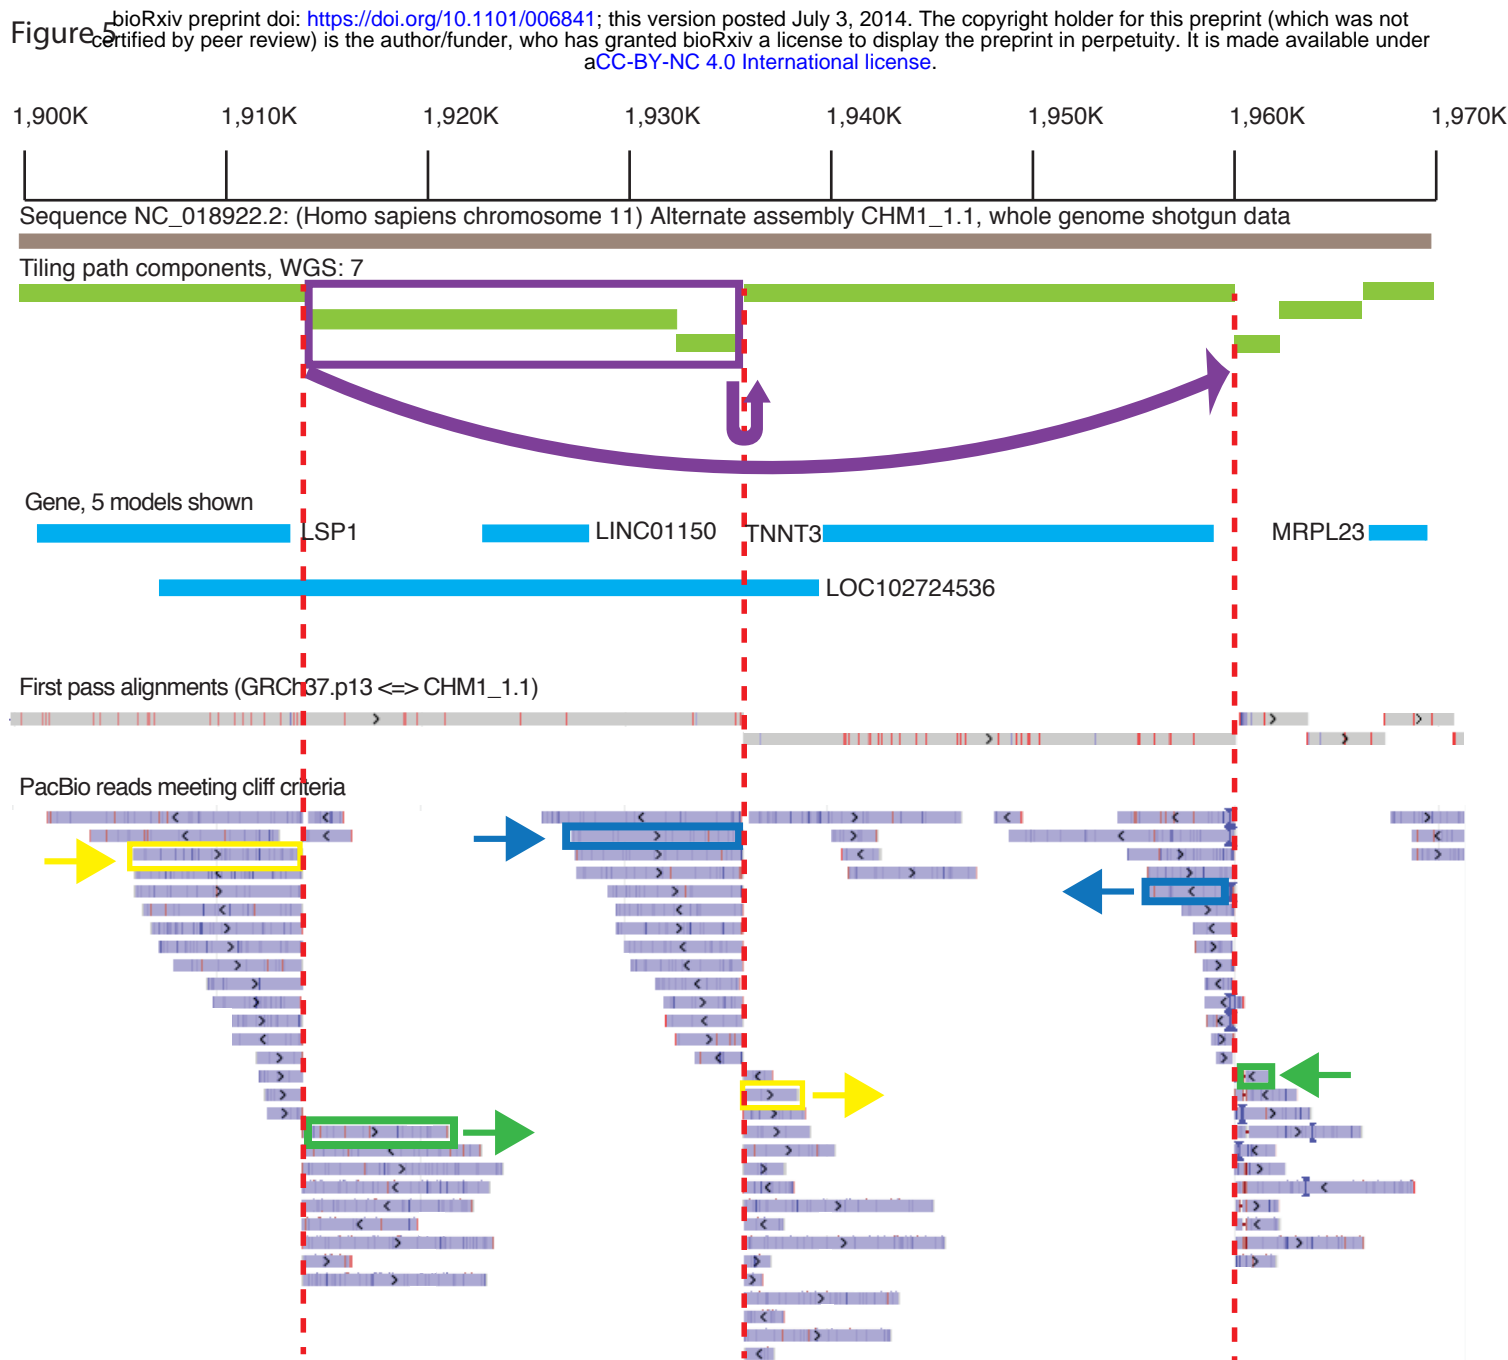 bioRxiv preprint doi: https://doi.org/10.1101/006841; this version posted July 3, 2014. The copyright holder for this preprint (which was not
Figure 5
certified by peer review) is the author/funder, who has granted bioRxiv a license to display the preprint in perpetuity. It is made available under
aCC-BY-NC 4.0 International license.
1,900K 1,910K 1,920K 1,930K 1,940K 1,950K 1,960K 1,970K
Sequence NC_018922.2: (Homo sapiens chromosome 11) Alternate assembly CHM1_1.1, whole genome shotgun data
Tiling path components, WGS: 7
Gene, 5 models shown
LSP1 LINC01150 TNNT3 MRPL23
LOC102724536
First pass alignments (GRCh37.p13 <=> CHM1_1.1)
PacBio reads meeting cliff criteria